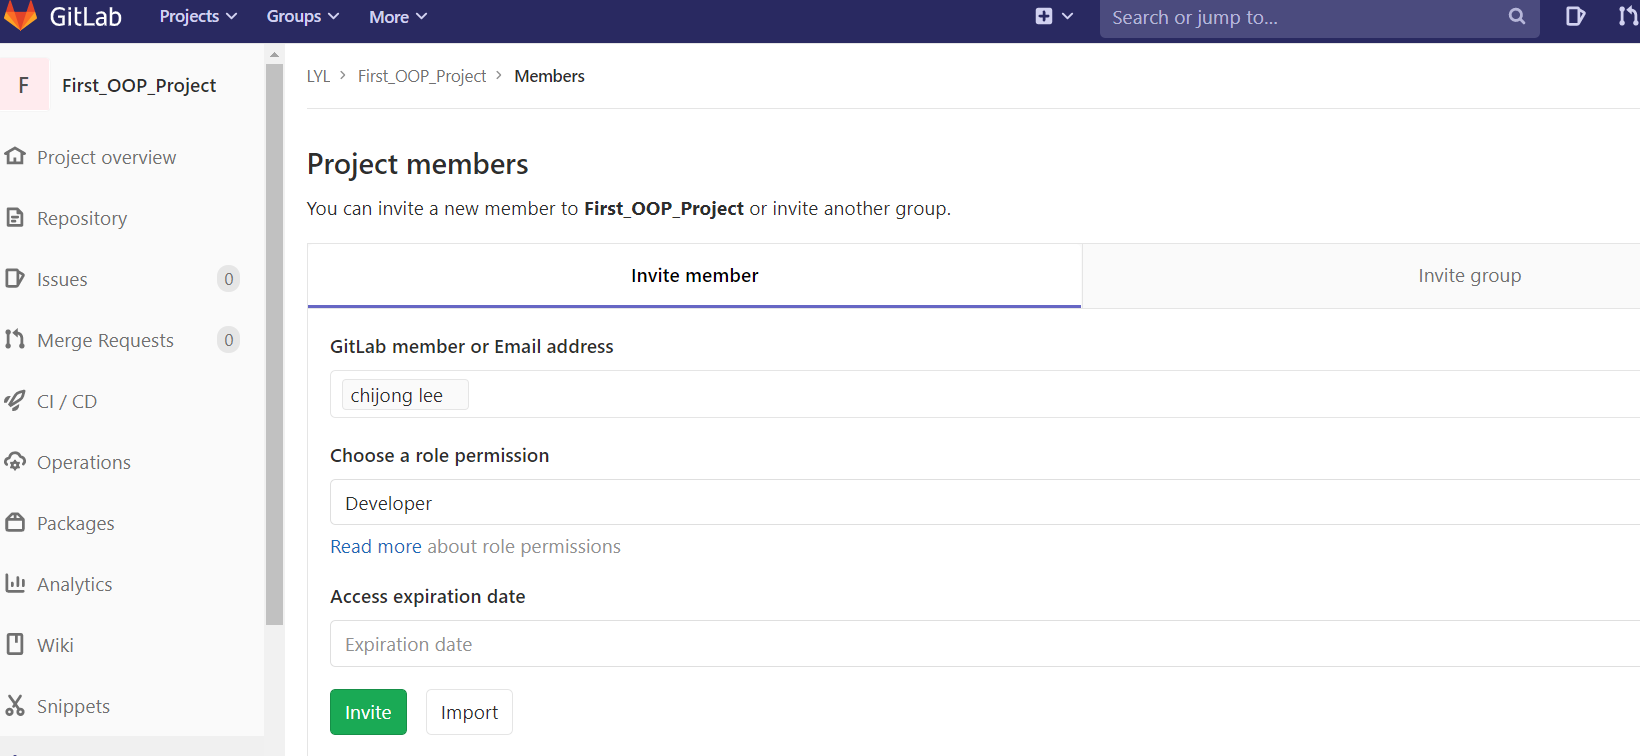 GitLab Projects Groups More Search or jump to...
F First_OOP_Project
Project overview
Repository
Issues 0
Merge Requests 0
CI / CD
Operations
Packages
Analytics
Wiki
Snippets
LYL > First_OOP_Project > Members
Project members
You can invite a new member to First_OOP_Project or invite another group.
Invite member Invite group
GitLab member or Email address
chijong lee
Choose a role permission
Developer
Read more about role permissions
Access expiration date
Expiration date
Invite Import